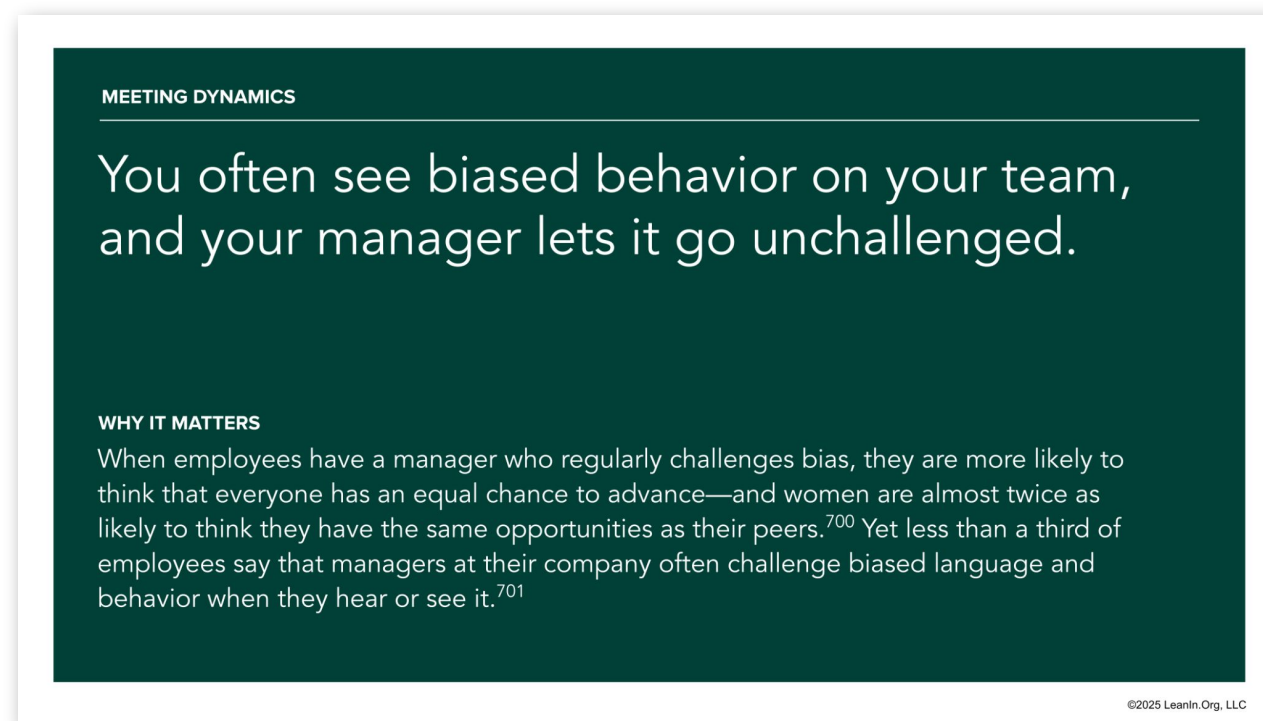 MEETING DYNAMICS
You often see biased behavior on your team,
and your manager lets it go unchallenged.
WHY IT MATTERS
When employees have a manager who regularly challenges bias, they are more likely to
think that everyone has an equal chance to advance—and women are almost twice as
likely to think they have the same opportunities as their peers.700 Yet less than a third of
employees say that managers at their company often challenge biased language and
behavior when they hear or see it.701
©2025 LeanIn.Org, LLC